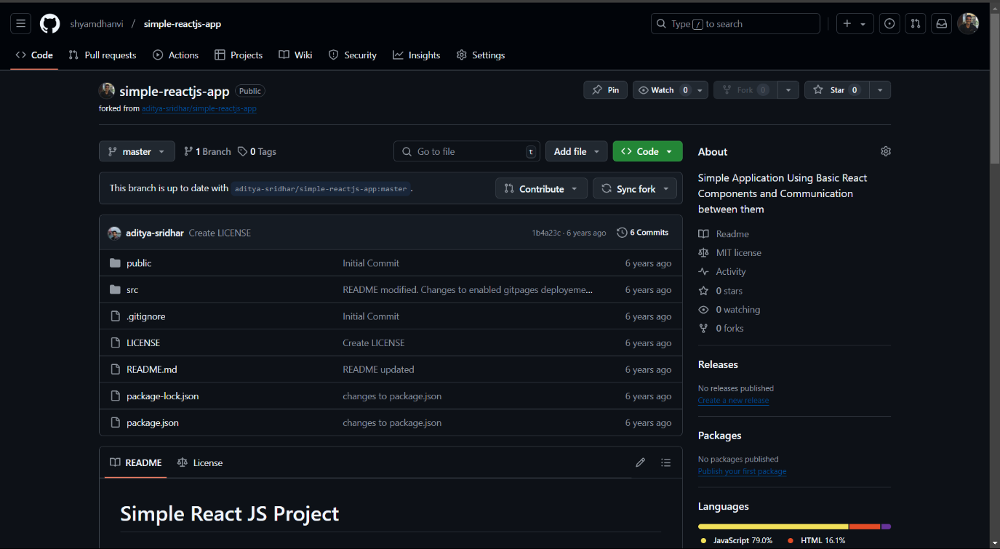 shyamdhanvi / simple-reactjs-app
Type / to search
Code Pull requests Actions Projects Wiki Security Insights Settings
simple-reactjs-app Public
Pin Watch 0 Fork 0 Star 0
forked from aditya-sridhar/simple-reactjs-app
master 1 Branch 0 Tags Go to file t Add file Code
This branch is up to date with aditya-sridhar/simple-reactjs-app:master . Contribute Sync fork
aditya-sridhar Create LICENSE 1b4a23c · 6 years ago 6 Commits
public Initial Commit 6 years ago
src README modified. Changes to enabled gitpages deployeme... 6 years ago
.gitignore Initial Commit 6 years ago
LICENSE Create LICENSE 6 years ago
README.md README updated 6 years ago
package-lock.json changes to package.json 6 years ago
package.json changes to package.json 6 years ago
README License
Simple React JS Project
About
Simple Application Using Basic React
Components and Communication
between them
Readme
MIT license
Activity
0 stars
0 watching
0 forks
Releases
No releases published
Create a new release
Packages
No packages published
Publish your first package
Languages
JavaScript 79.0% HTML 16.1%